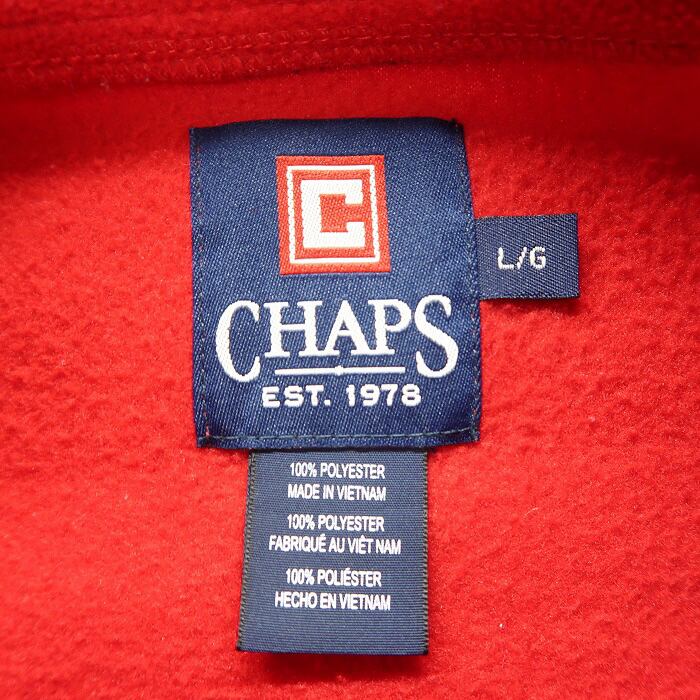 C
CHAPS
EST. 1978
L/G
100% POLYESTER
MADE IN VIETNAM
100% POLYESTER
FABRIQUÉ AU VIÊT NAM
100% POLIÉSTER
HECHO EN VIETNAM